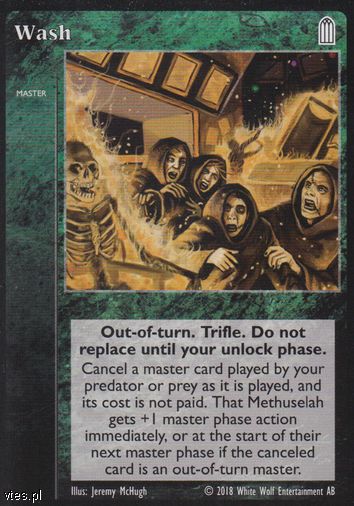 Wash
MASTER
Out-of-turn. Trifle. Do not
replace until your unlock phase.
Cancel a master card played by your
predator or prey as it is played, and
its cost is not paid. That Methuselah
gets +1 master phase action
immediately, or at the start of their
next master phase if the canceled
card is an out-of-turn master.
Illus: Jeremy McHugh © 2018 White Wolf Entertainment AB
vtes.pl